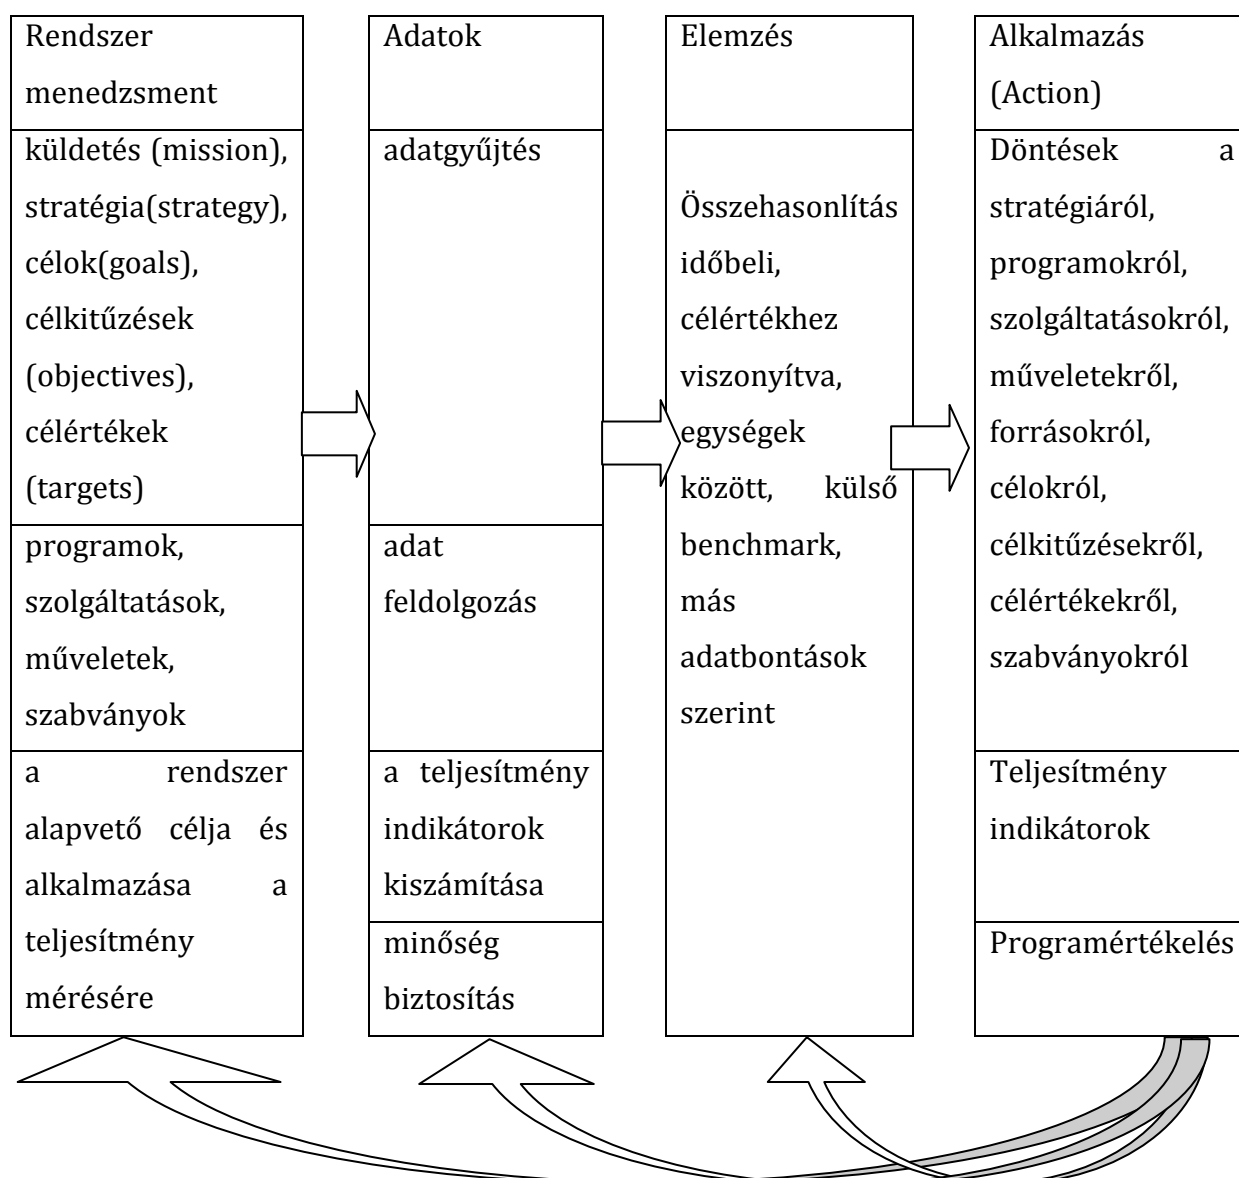 Rendszer
menedzsment
küldetés (mission),
stratégia(strategy),
célok(goals),
célkitűzések
(objectives),
célértékek
(targets)
programok,
szolgáltatások,
műveletek,
szabványok
a rendszer
alapvető célja és
alkalmazása a
teljesítmény
mérésére
Adatok
adatgyűjtés
adat
feldolgozás
a teljesítmény
indikátorok
kiszámítása
minőség
biztosítás
Elemzés
Összehasonlítás
időbeli,
célértékhez
viszonyítva,
egységek
között, külső
benchmark,
más
adatbontások
szerint
Alkalmazás
(Action)
Döntések a
stratégiáról,
programokról,
szolgáltatásokról,
műveletekről,
forrásokról,
célokról,
célkitűzésekről,
célértékekről,
szabványokról
Teljesítmény
indikátorok
Programértékelés